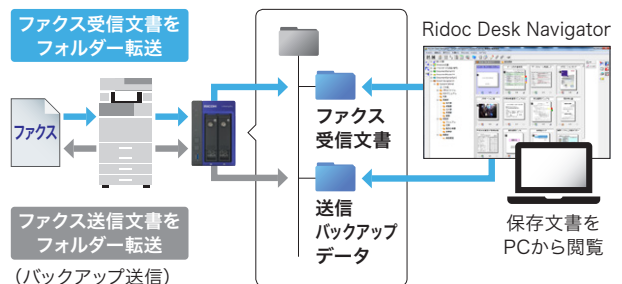 ファクス受信文書を
フォルダー転送
ファクス
ファクス送信文書を
フォルダー転送
（バックアップ送信）
ファクス
受信文書
送信
バックアップ
データ
Ridoc Desk Navigator
保存文書を
PCから閲覧